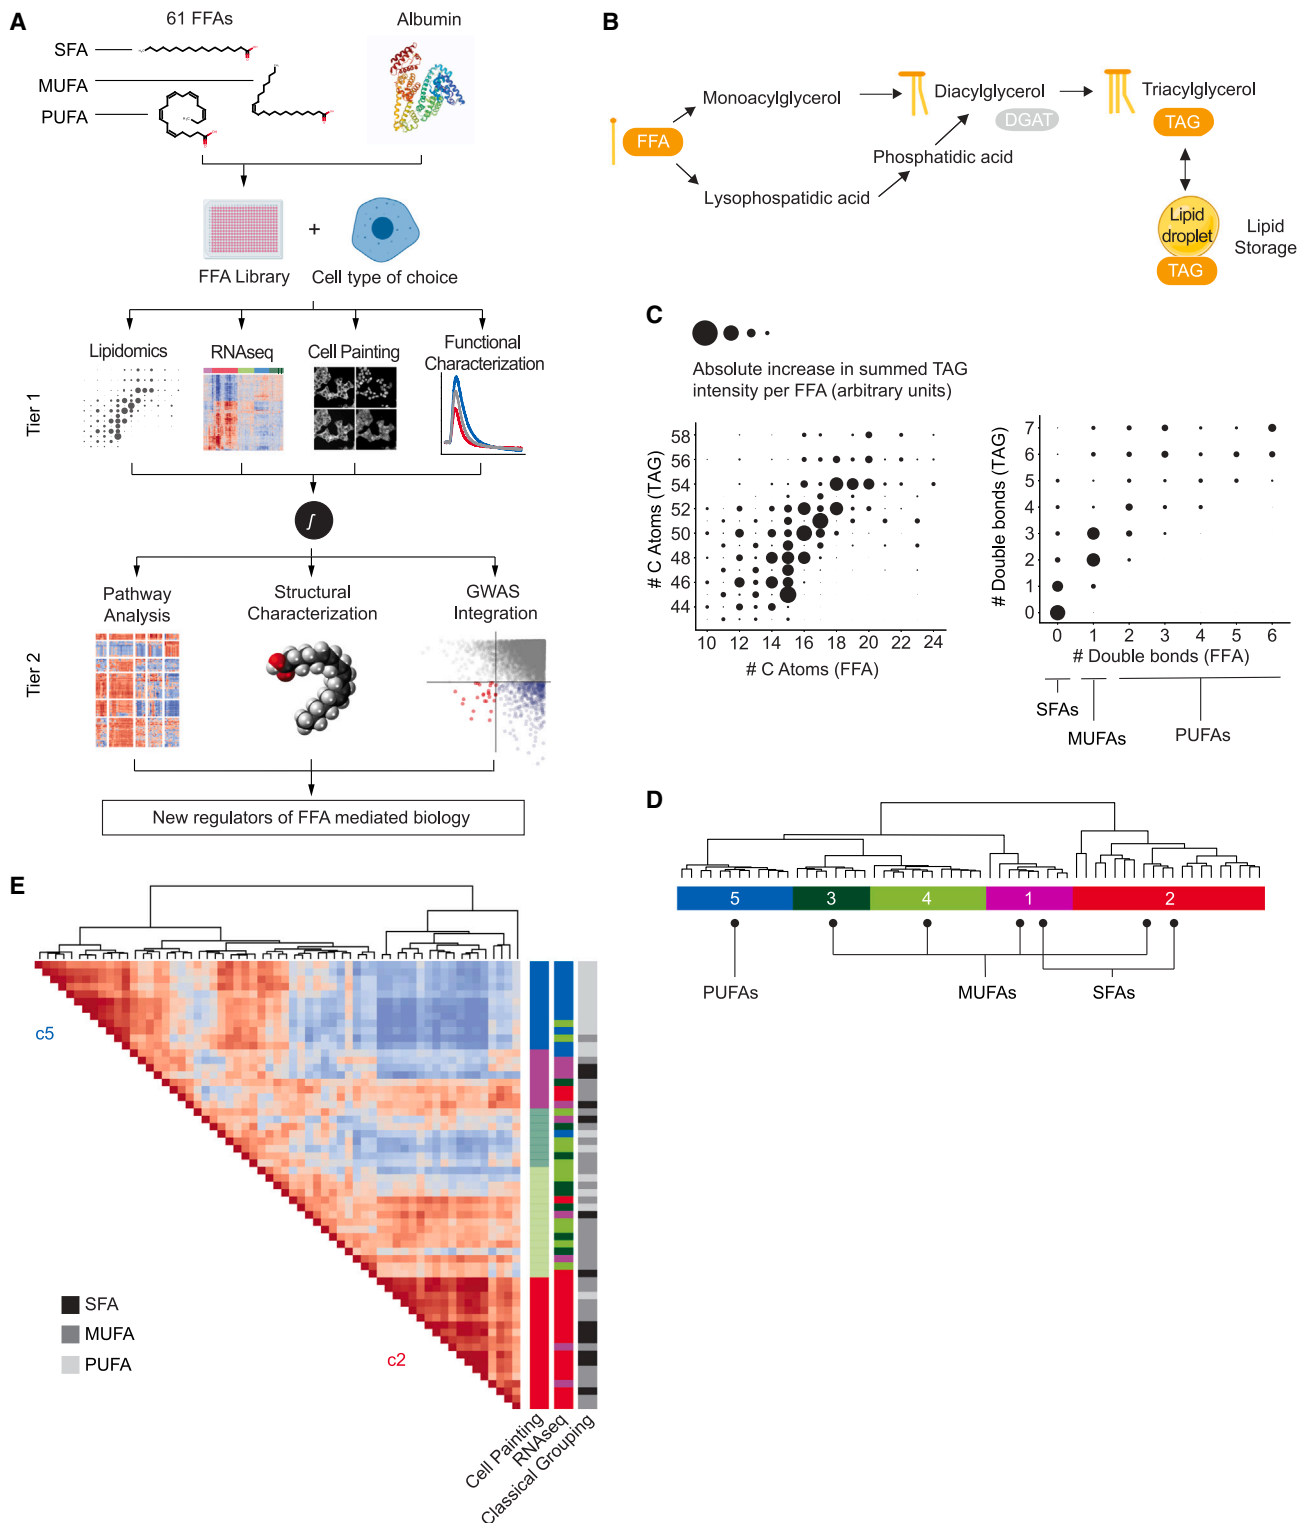 A
61 FFAs
Albumin
SFA
MUFA
PUFA
FFA Library
+
Cell type of choice
Tier 1
Lipidomics
RNAseq
Cell Painting
Functional
Characterization
∫
Tier 2
Pathway
Analysis
Structural
Characterization
GWAS
Integration
New regulators of FFA mediated biology
B
FFA
Monoacylglycerol
Lysophospatidic acid
Phosphatidic acid
Diacylglycerol
DGAT
Triacylglycerol
TAG
Lipid
droplet
TAG
Lipid
Storage
C
Absolute increase in summed TAG
intensity per FFA (arbitrary units)
# C Atoms (TAG)
58
56
54
52
50
48
46
44
10 12 14 16 18 20 22 24
# C Atoms (FFA)
# Double bonds (TAG)
7
6
5
4
3
2
1
0
0 1 2 3 4 5 6
# Double bonds (FFA)
SFAs
MUFAs
PUFAs
D
5 3 4 1 2
PUFAs
MUFAs
SFAs
E
c5
c2
SFA
MUFA
PUFA
Cell Painting
RNAseq
Classical Grouping